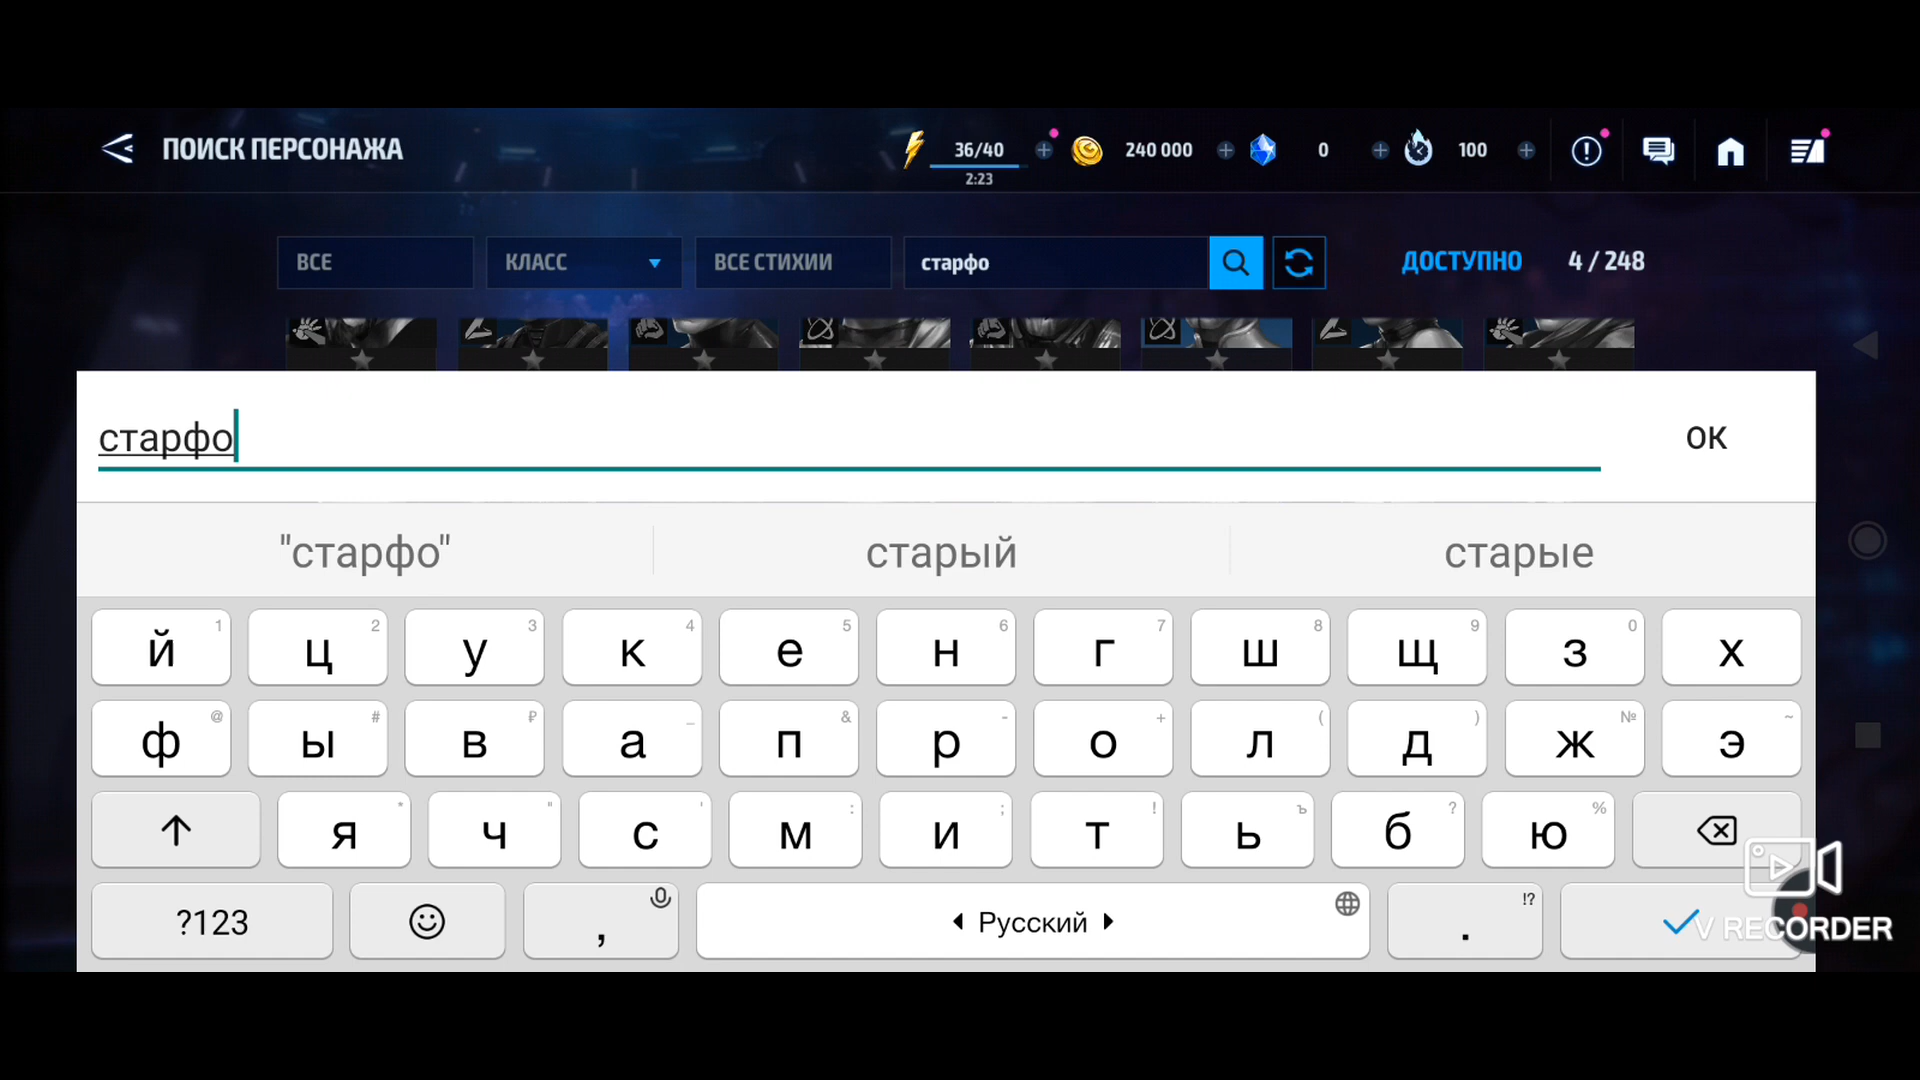 ПОИСК ПЕРСОНАЖА
36/40
2:23
240 000
0
100
ВСЕ
КЛАСС
ВСЕ СТИХИИ
старфо
ДОСТУПНО 4 / 248
старфо
ОК
"старфо" старый старые
й 1 ц 2 у 3 к 4 е 5 н 6 г 7 ш 8 щ 9 з 0 х
ф @ ы # в ₽ а _ п & р - о + л ( д ) ж № э ~
я * ч " с ' м : и ; т ! ь ъ б ? ю %
?123 , Русский . !?
V RECORDER